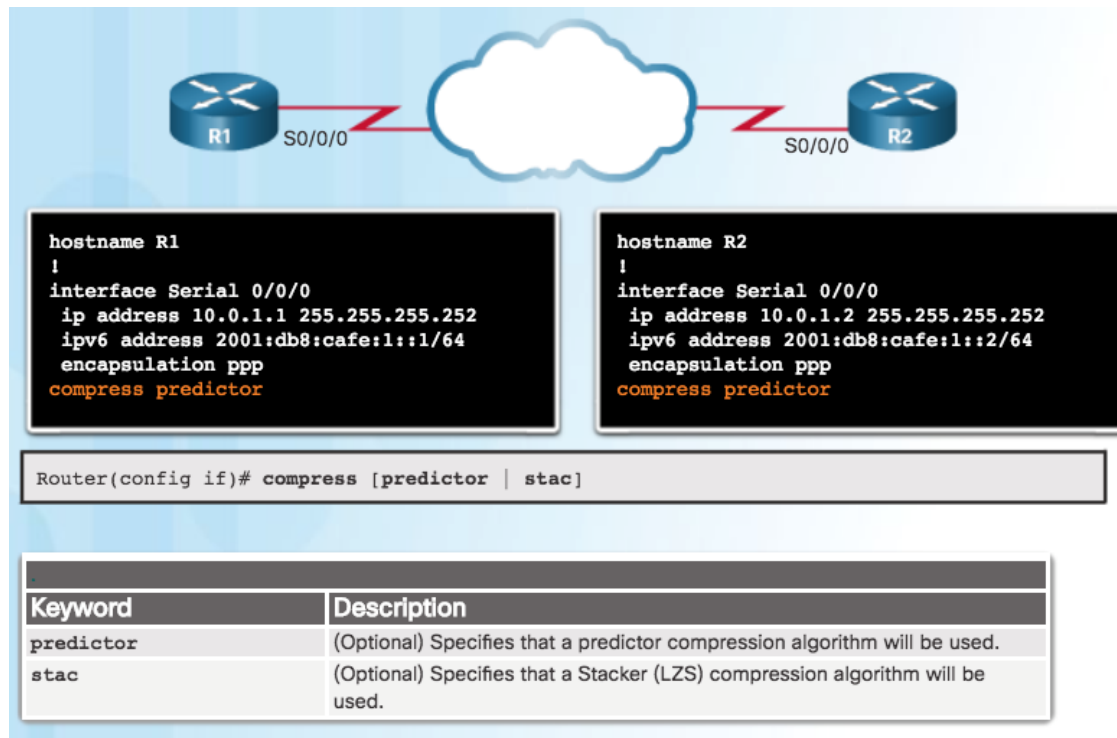 R1
S0/0/0
S0/0/0
R2
hostname R1
!
interface Serial 0/0/0
ip address 10.0.1.1 255.255.255.252
ipv6 address 2001:db8:cafe:1::1/64
encapsulation ppp
compress predictor
hostname R2
!
interface Serial 0/0/0
ip address 10.0.1.2 255.255.255.252
ipv6 address 2001:db8:cafe:1::2/64
encapsulation ppp
compress predictor
Router(config if)# compress [predictor | stac]
.
Keyword Description
predictor (Optional) Specifies that a predictor compression algorithm will be used.
stac (Optional) Specifies that a Stacker (LZS) compression algorithm will be
used.